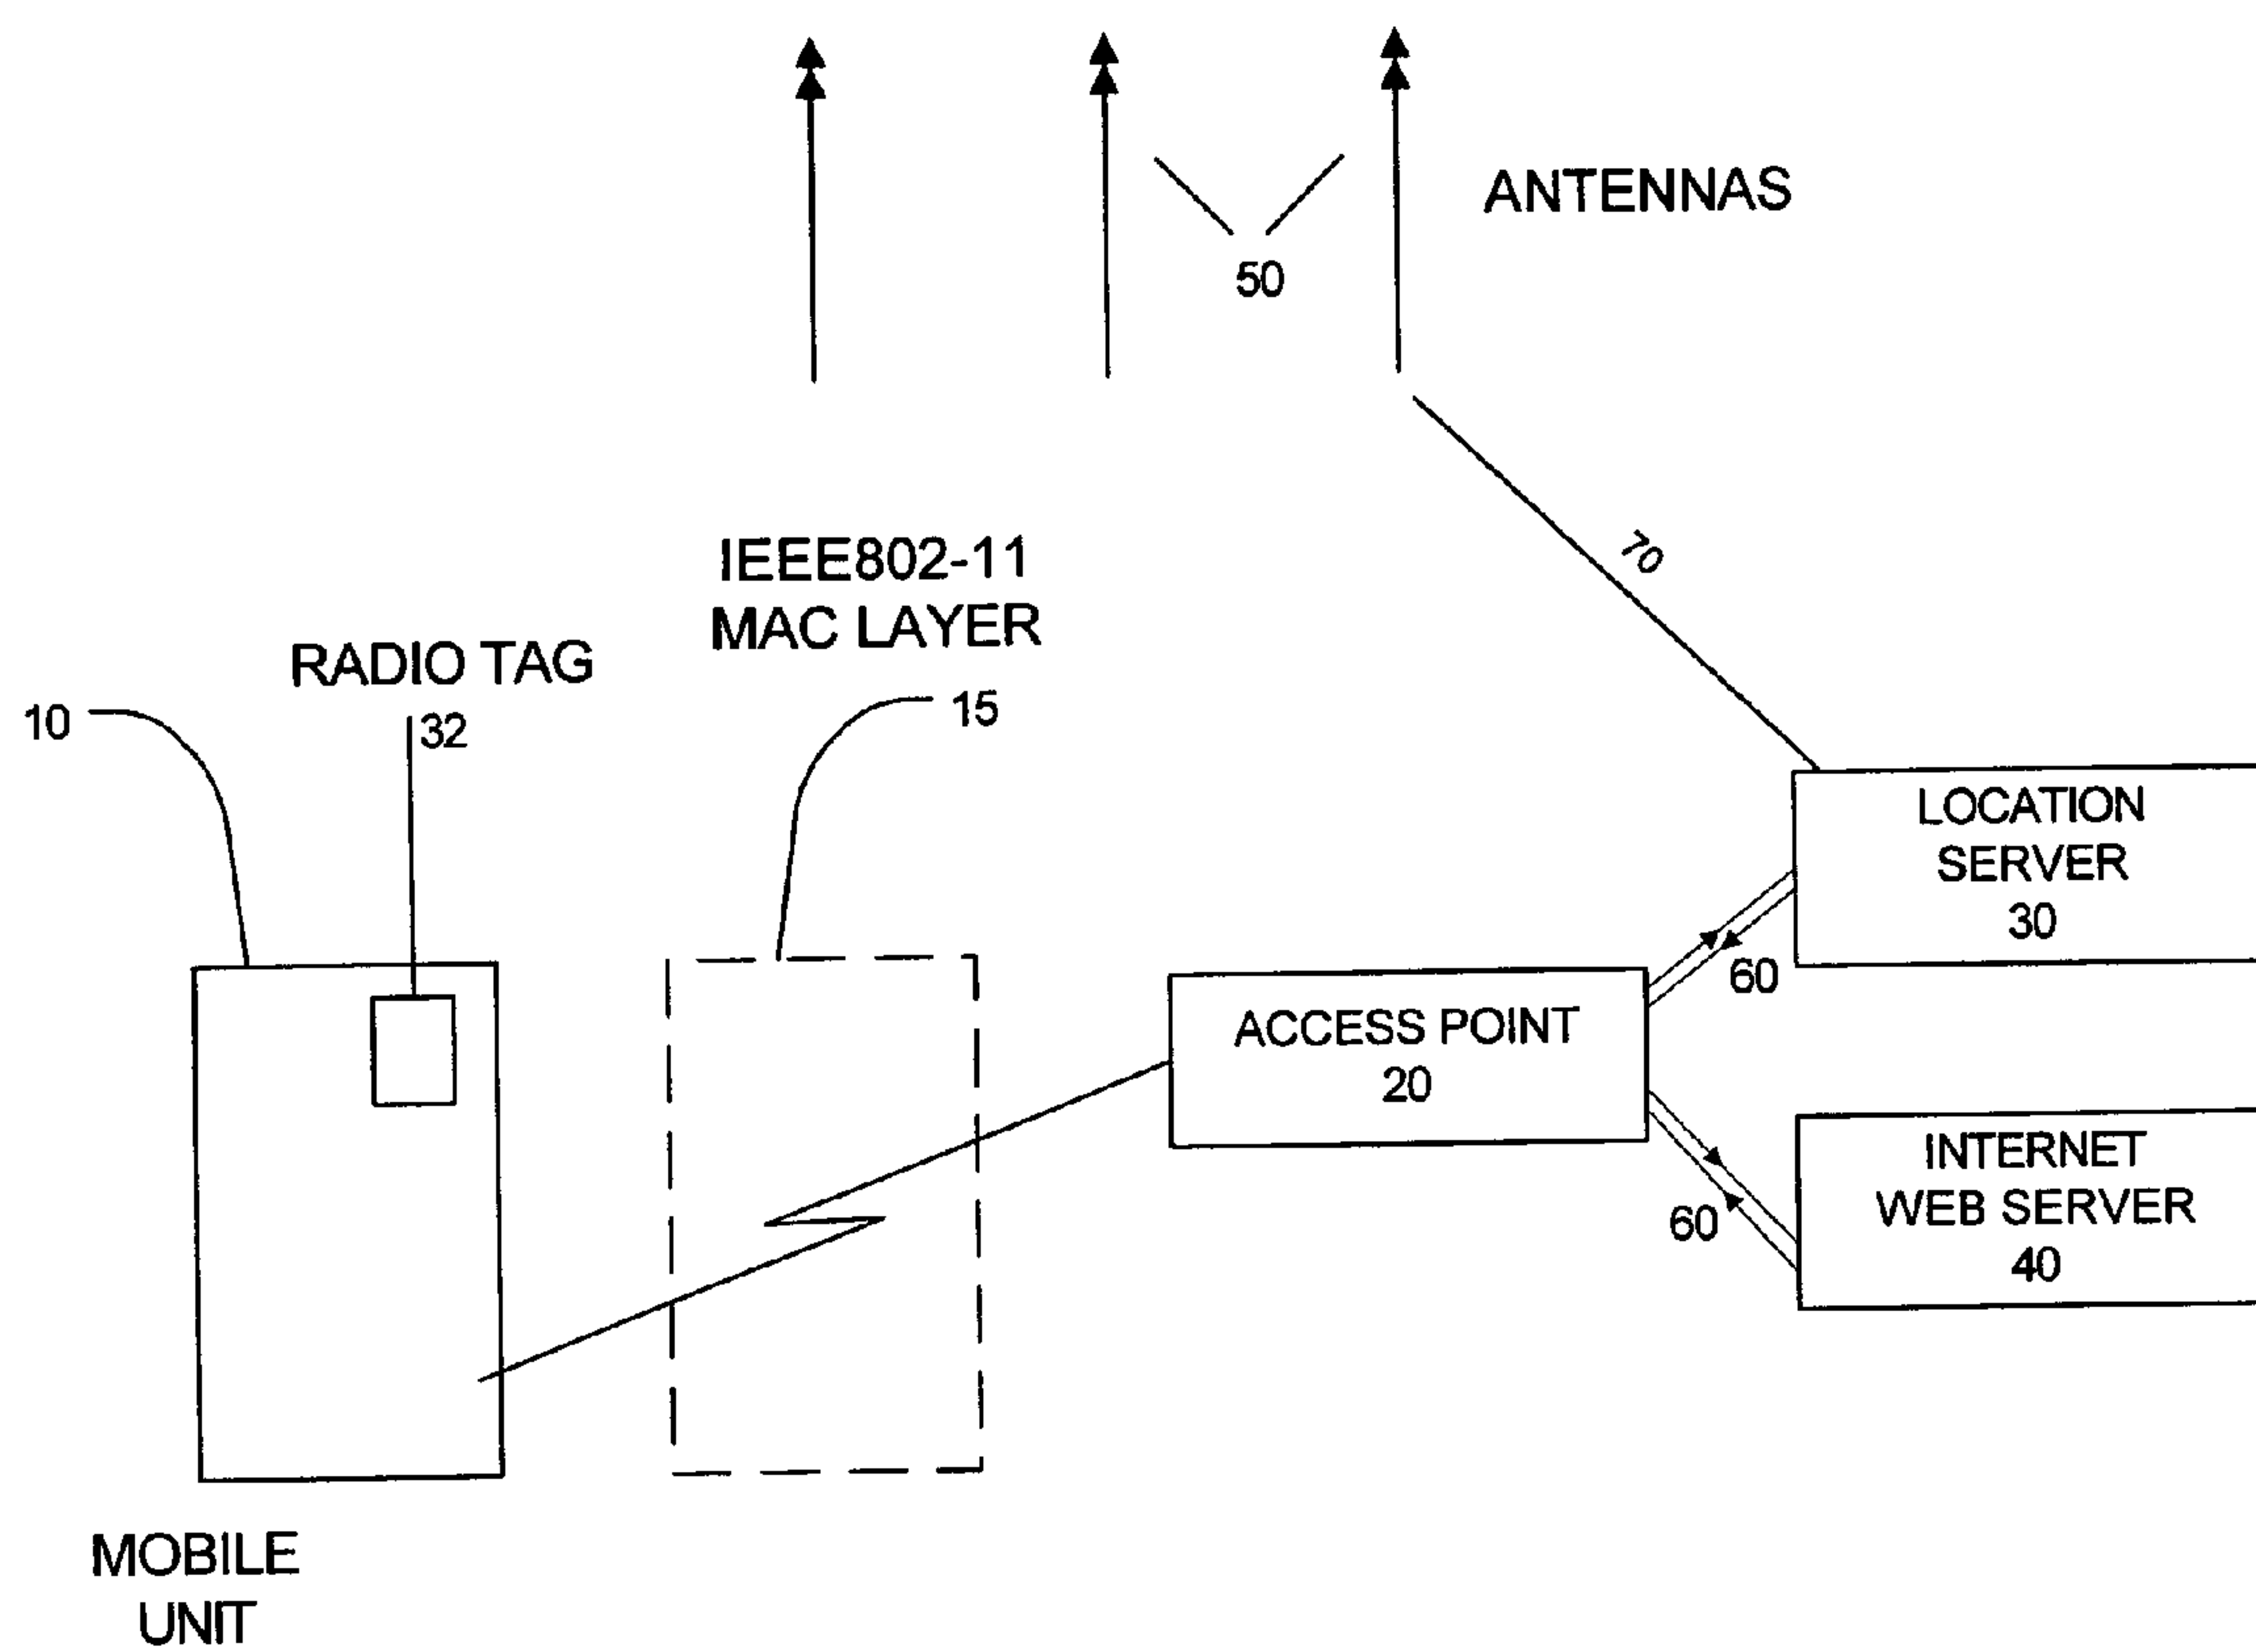 ANTENNAS
50
70
IEEE802-11
MAC LAYER
15
RADIO TAG
32
10
LOCATION
SERVER
30
60
ACCESS POINT
20
INTERNET
WEB SERVER
40
60
MOBILE
UNIT